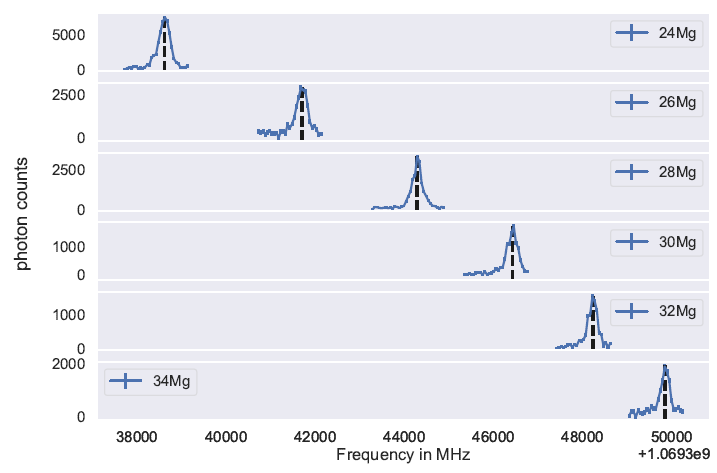 5000
0
24Mg
2500
0
26Mg
2500
0
28Mg
1000
0
30Mg
1000
0
32Mg
2000
0
34Mg
photon counts
38000 40000 42000 44000 46000 48000 50000
Frequency in MHz
+1.0693e9